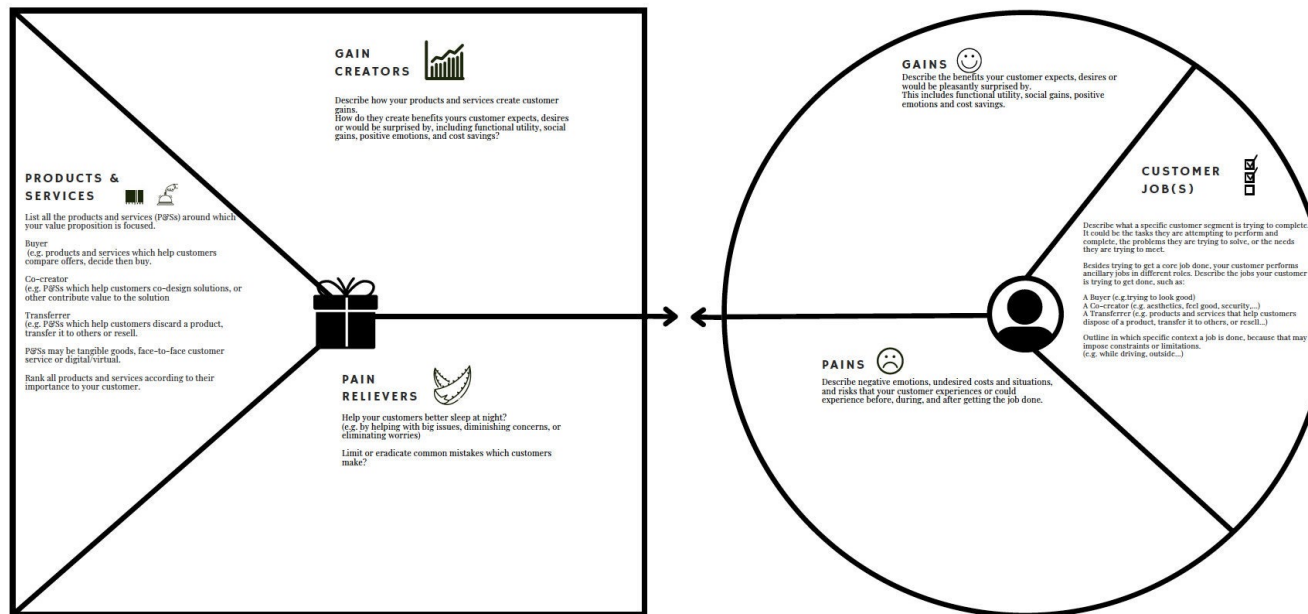 GAIN
CREATORS
Describe how your products and services create customer
gains.
How do they create benefits yours customer expects, desires
or would be surprised by, including functional utility, social
gains, positive emotions, and cost savings?
PRODUCTS &
SERVICES
List all the products and services (P&Ss) around which
your value proposition is focused.
Buyer
(e.g. products and services which help customers
compare offers, decide then buy.
Co-creator
(e.g. P&Ss which help customers co-design solutions, or
other contribute value to the solution
Transferrer
(e.g. P&Ss which help customers discard a product,
transfer it to others or resell.
P&Ss may be tangible goods, face-to-face customer
service or digital/virtual.
Rank all products and services according to their
importance to your customer.
PAIN
RELIEVERS
Help your customers better sleep at night?
(e.g. by helping with big issues, diminishing concerns, or
eliminating worries)
Limit or eradicate common mistakes which customers
make?
GAINS
Describe the benefits your customer expects, desires or
would be pleasantly surprised by.
This includes functional utility, social gains, positive
emotions and cost savings.
CUSTOMER
JOB(S)
Describe what a specific customer segment is trying to complete.
It could be the tasks they are attempting to perform and
complete, the problems they are trying to solve, or the needs
they are trying to meet.
Besides trying to get a core job done, your customer performs
ancillary jobs in different roles. Describe the jobs your customer
is trying to get done, such as:
A Buyer (e.g.trying to look good)
A Co-creator (e.g. aesthetics, feel good, security,...)
A Transferrer (e.g. products and services that help customers
dispose of a product, transfer it to others, or resell...)
Outline in which specific context a job is done, because that may
impose constraints or limitations.
(e.g. while driving, outside...)
PAINS
Describe negative emotions, undesired costs and situations,
and risks that your customer experiences or could
experience before, during, and after getting the job done.